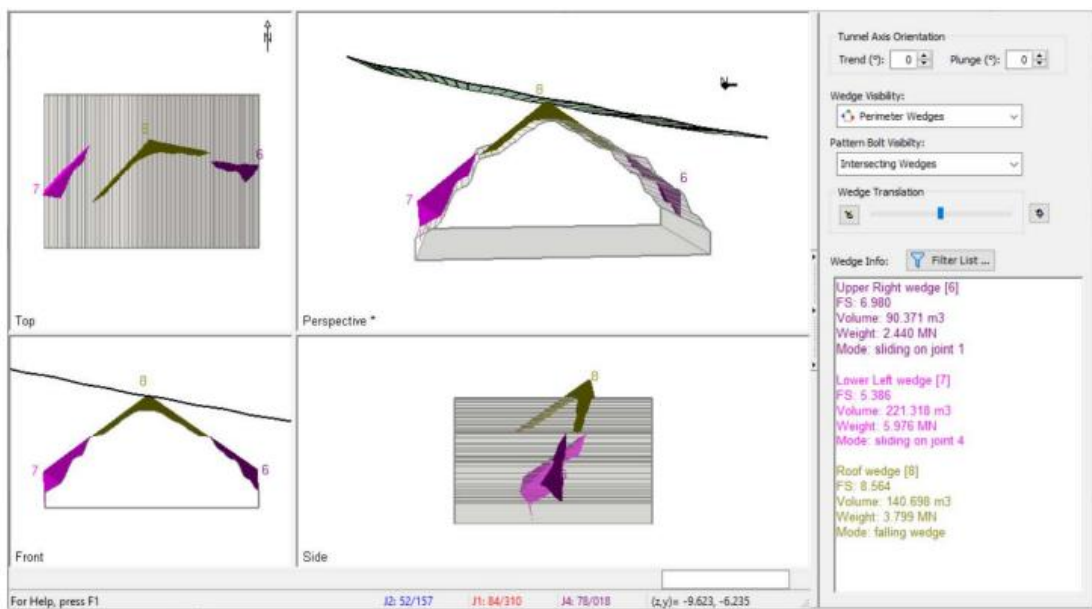 N
8
7
6
Top
8
N
6
7
Perspective *
8
7
6
Front
8
6
Side
Tunnel Axis Orientation
Trend (°): 0 Plunge (°): 0
Wedge Visibility:
Perimeter Wedges
Pattern Bolt Visibility:
Intersecting Wedges
Wedge Translation
Wedge Info: Filter List ...
Upper Right wedge [6]
FS: 6.980
Volume: 90.371 m3
Weight: 2.440 MN
Mode: sliding on joint 1
Lower Left wedge [7]
FS: 5.386
Volume: 221.318 m3
Weight: 5.976 MN
Mode: sliding on joint 4
Roof wedge [8]
FS: 8.564
Volume: 140.698 m3
Weight: 3.799 MN
Mode: falling wedge
For Help, press F1 J2: 52/157 J1: 84/310 J4: 78/018 (z,y)= -9.623, -6.235